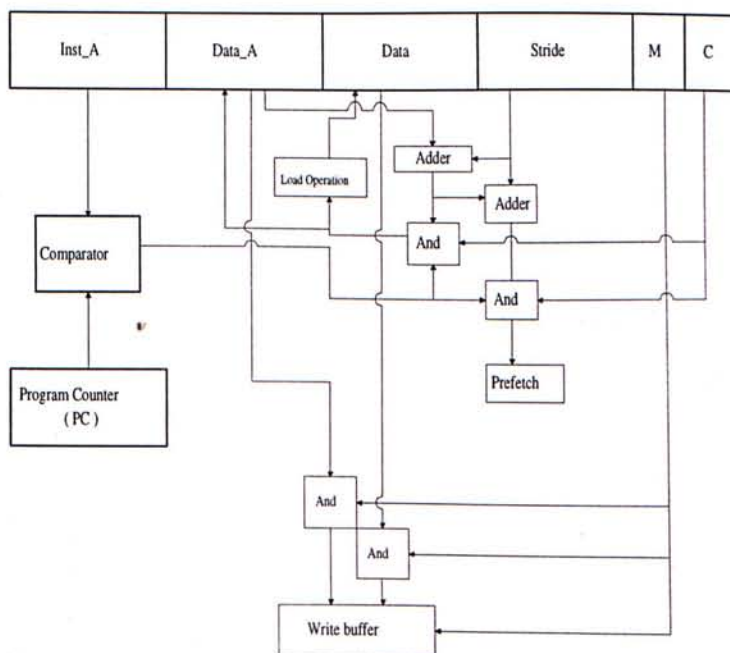 Inst_A
Data_A
Data
Stride
M
C
Adder
Load Operation
Adder
And
Comparator
And
Prefetch
Program Counter
( PC )
And
And
Write buffer